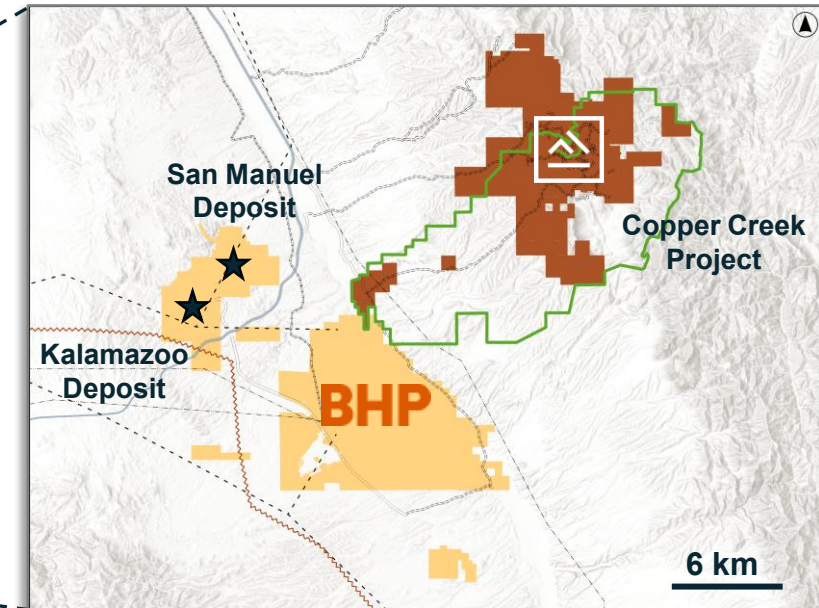 San Manuel
Deposit
Copper Creek
Project
Kalamazoo
Deposit
BHP
6 km